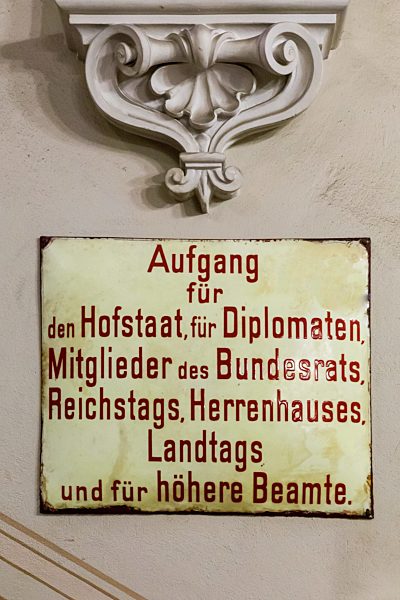 Aufgang
für
den Hofstaat, für Diplomaten,
Mitglieder des Bundesrats,
Reichstags, Herrenhauses,
Landtags
und für höhere Beamte.